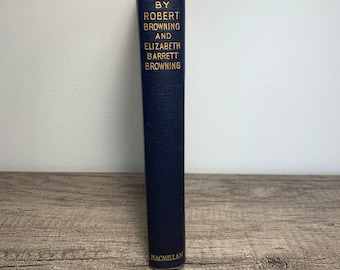 BY
ROBERT
BROWNING
AND
ELIZABETH
BARRETT
BROWNING
MACMILLAN